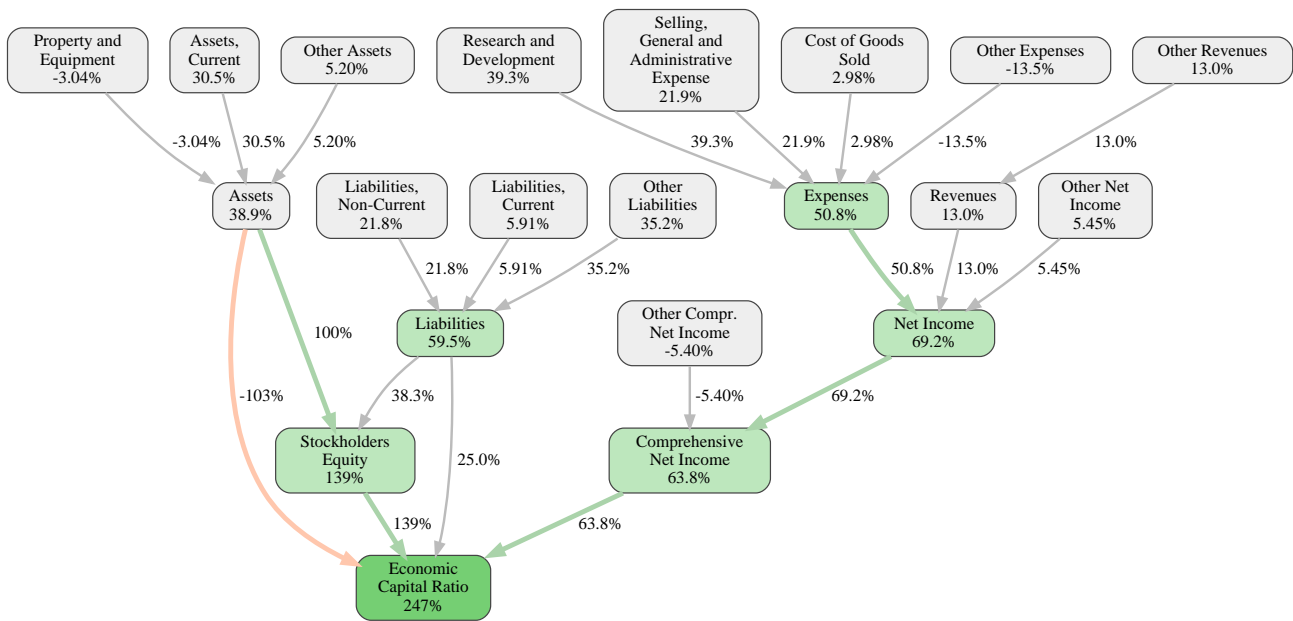 Property and
Equipment
-3.04%
Assets,
Current
30.5%
Other Assets
5.20%
Research and
Development
39.3%
Selling,
General and
Administrative
Expense
21.9%
Cost of Goods
Sold
2.98%
Other Expenses
-13.5%
Other Revenues
13.0%
-3.04%
30.5%
5.20%
39.3%
21.9%
2.98%
-13.5%
13.0%
Assets
38.9%
Liabilities,
Non-Current
21.8%
Liabilities,
Current
5.91%
Other
Liabilities
35.2%
Expenses
50.8%
Revenues
13.0%
Other Net
Income
5.45%
21.8%
5.91%
35.2%
50.8%
13.0%
5.45%
100%
Liabilities
59.5%
Other Compr.
Net Income
-5.40%
Net Income
69.2%
-103%
38.3%
-5.40%
69.2%
Stockholders
Equity
139%
25.0%
Comprehensive
Net Income
63.8%
139%
63.8%
Economic
Capital Ratio
247%